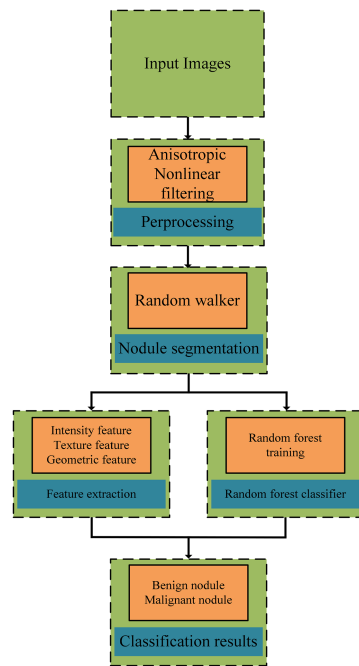 Input Images
Anisotropic
Nonlinear
filtering
Perprocessing
Random walker
Nodule segmentation
Intensity feature
Texture feature
Geometric feature
Feature extraction
Random forest
training
Random forest classifier
Benign nodule
Malignant nodule
Classification results